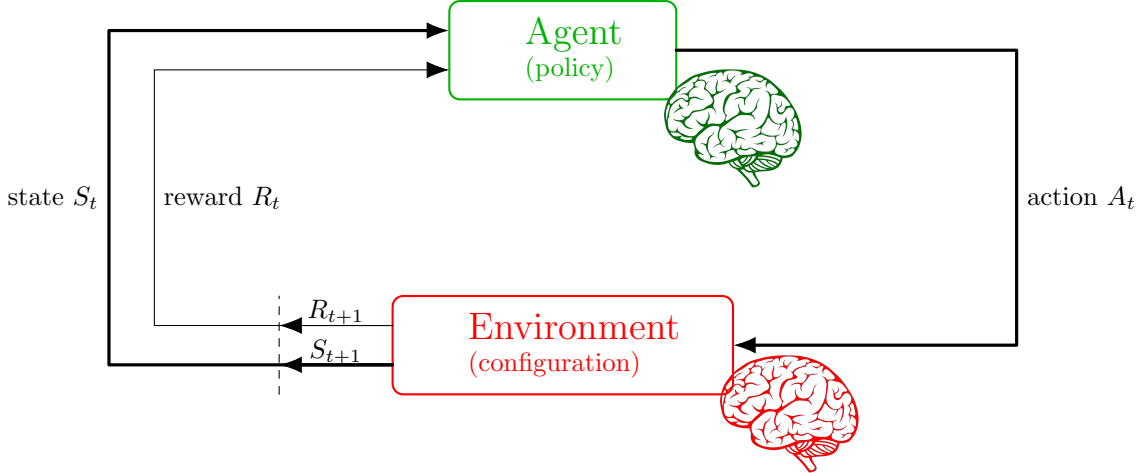 Agent
(policy)
state S_t
reward R_t
action A_t
R_{t+1}
Environment
S_{t+1}
(configuration)